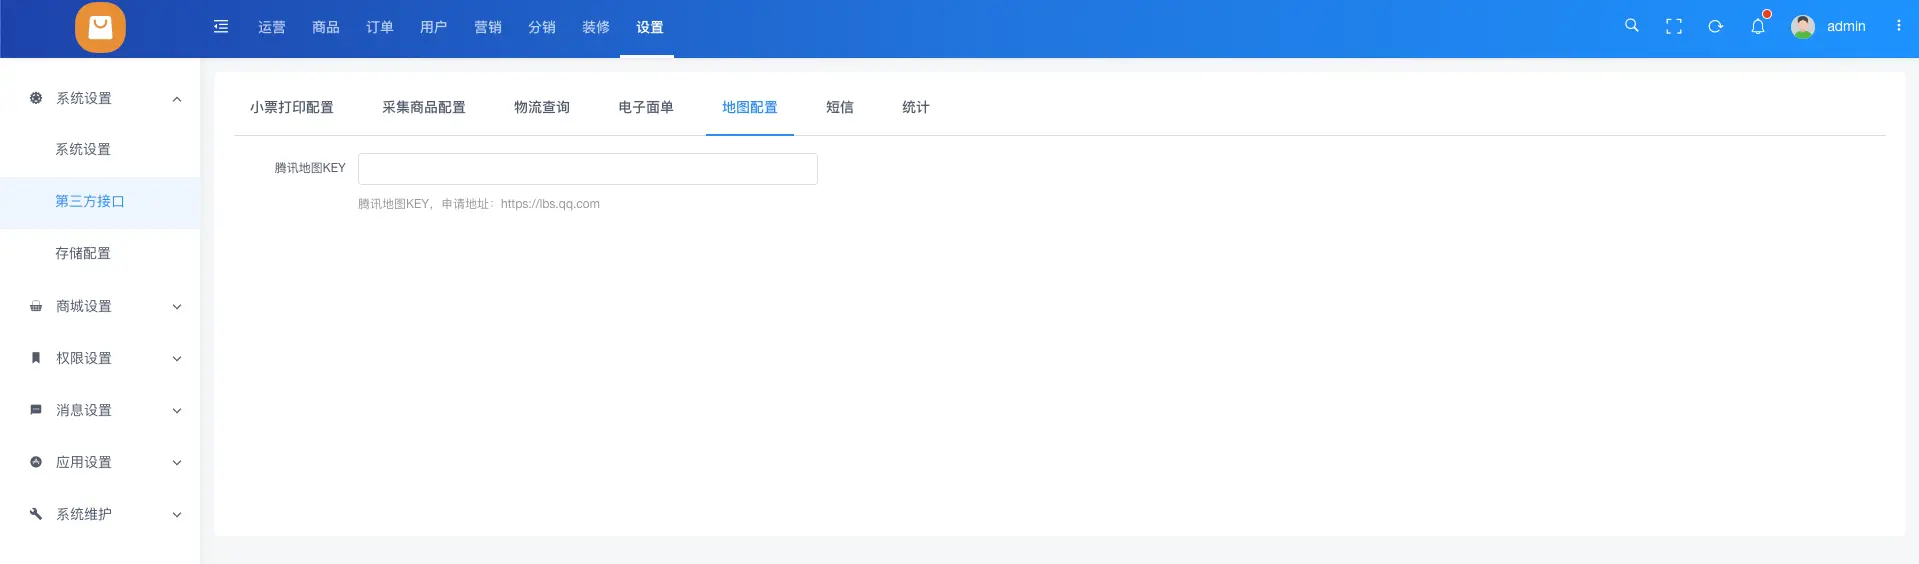 运营 商品 订单 用户 营销 分销 装修 设置 admin
系统设置
系统设置
第三方接口
存储配置
商城设置
权限设置
消息设置
应用设置
系统维护
小票打印配置 采集商品配置 物流查询 电子面单 地图配置 短信 统计
腾讯地图KEY
腾讯地图KEY，申请地址：https://lbs.qq.com